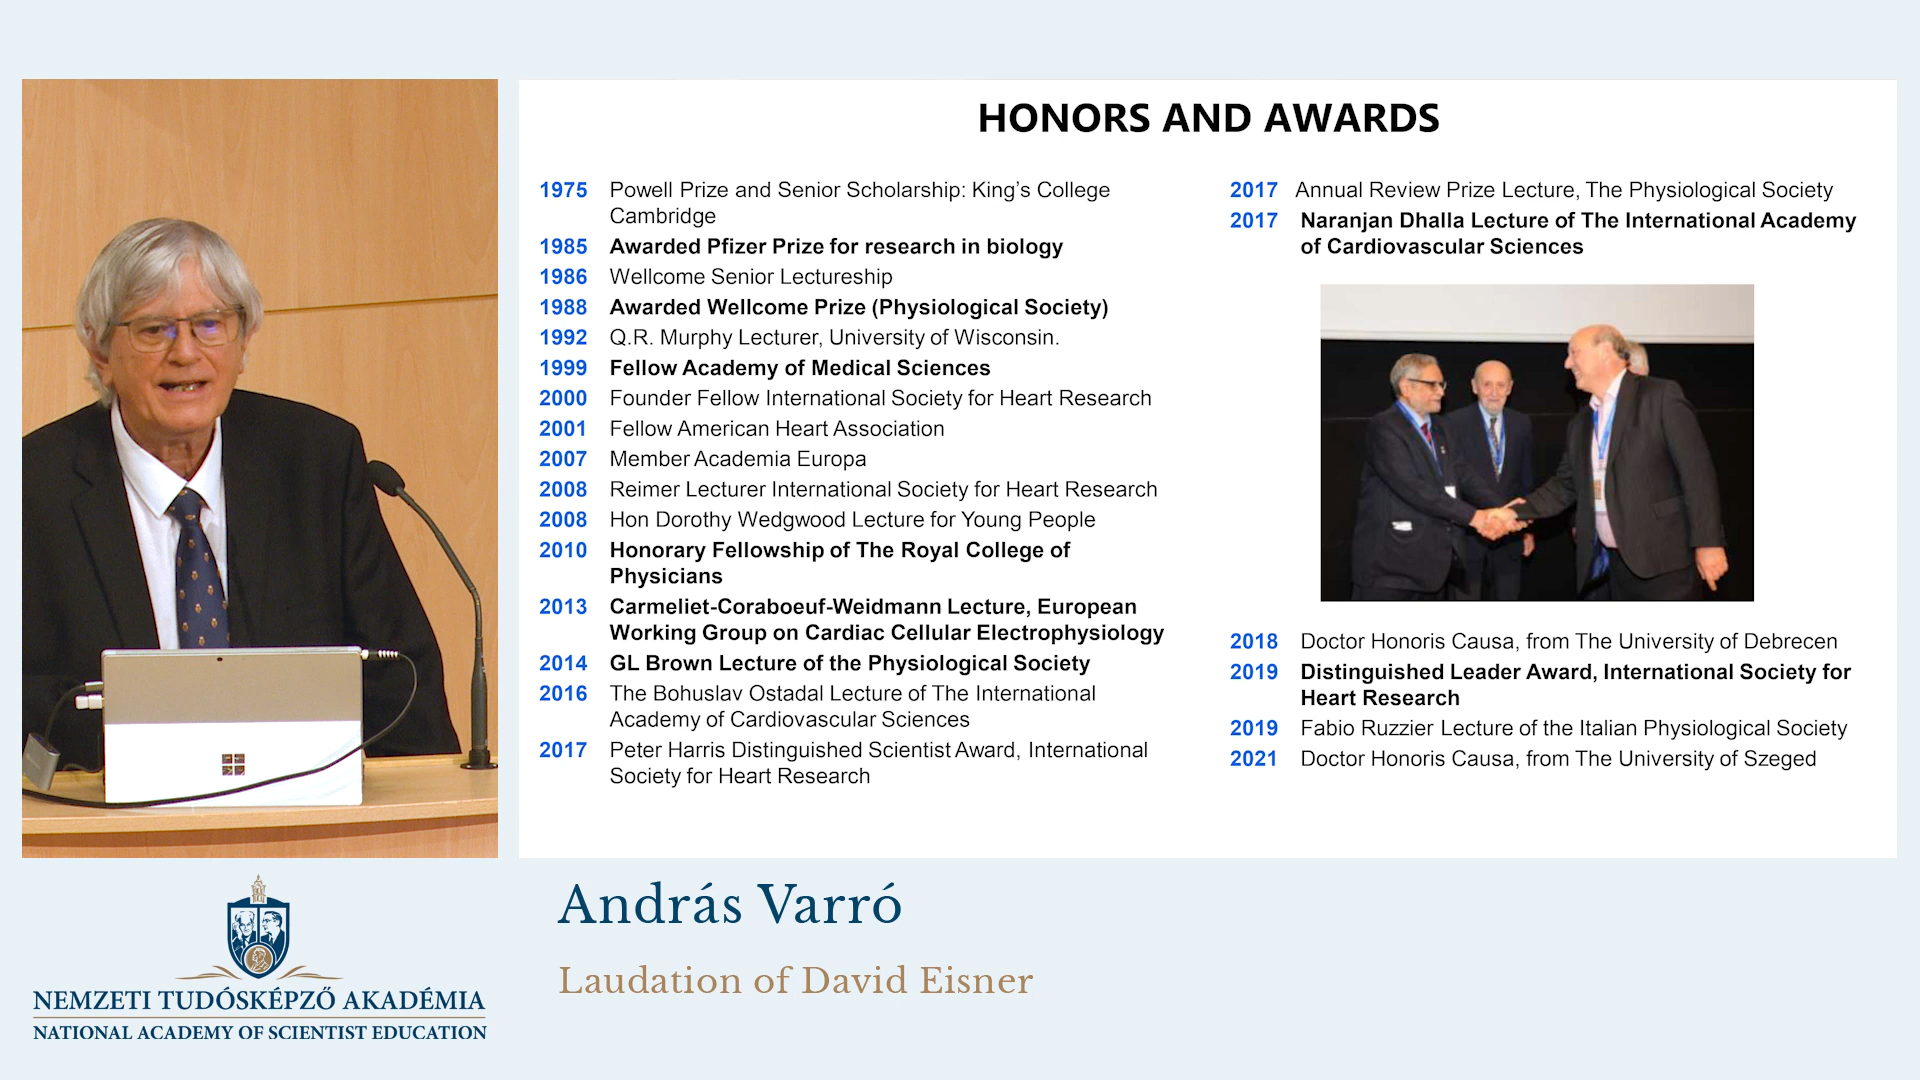 HONORS AND AWARDS
1975 Powell Prize and Senior Scholarship: King’s College
Cambridge
1985 Awarded Pfizer Prize for research in biology
1986 Wellcome Senior Lectureship
1988 Awarded Wellcome Prize (Physiological Society)
1992 Q.R. Murphy Lecturer, University of Wisconsin.
1999 Fellow Academy of Medical Sciences
2000 Founder Fellow International Society for Heart Research
2001 Fellow American Heart Association
2007 Member Academia Europa
2008 Reimer Lecturer International Society for Heart Research
2008 Hon Dorothy Wedgwood Lecture for Young People
2010 Honorary Fellowship of The Royal College of
Physicians
2013 Carmeliet-Coraboeuf-Weidmann Lecture, European
Working Group on Cardiac Cellular Electrophysiology
2014 GL Brown Lecture of the Physiological Society
2016 The Bohuslav Ostadal Lecture of The International
Academy of Cardiovascular Sciences
2017 Peter Harris Distinguished Scientist Award, International
Society for Heart Research
2017 Annual Review Prize Lecture, The Physiological Society
2017 Naranjan Dhalla Lecture of The International Academy
of Cardiovascular Sciences
2018 Doctor Honoris Causa, from The University of Debrecen
2019 Distinguished Leader Award, International Society for
Heart Research
2019 Fabio Ruzzier Lecture of the Italian Physiological Society
2021 Doctor Honoris Causa, from The University of Szeged
András Varró
Laudation of David Eisner
NEMZETI TUDÓSKÉPZŐ AKADÉMIA
NATIONAL ACADEMY OF SCIENTIST EDUCATION